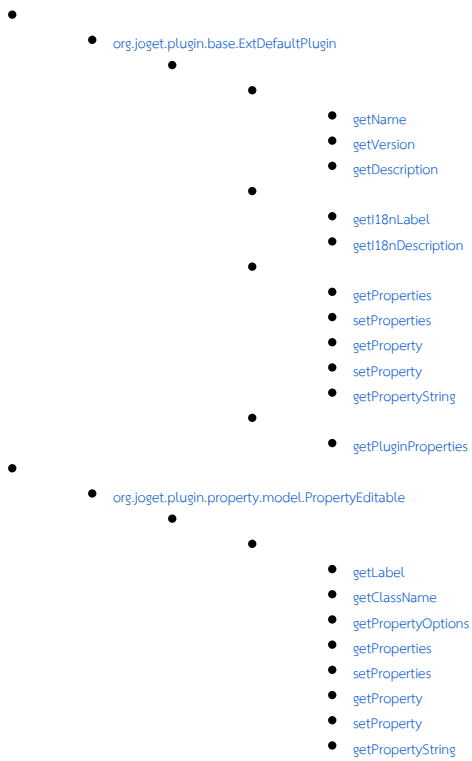 org.joget.plugin.base.ExtDefaultPlugin
getName
getVersion
getDescription
getI18nLabel
getI18nDescription
getProperties
setProperties
getProperty
setProperty
getPropertyString
getPluginProperties
org.joget.plugin.property.model.PropertyEditable
getLabel
getClassName
getPropertyOptions
getProperties
setProperties
getProperty
setProperty
getPropertyString